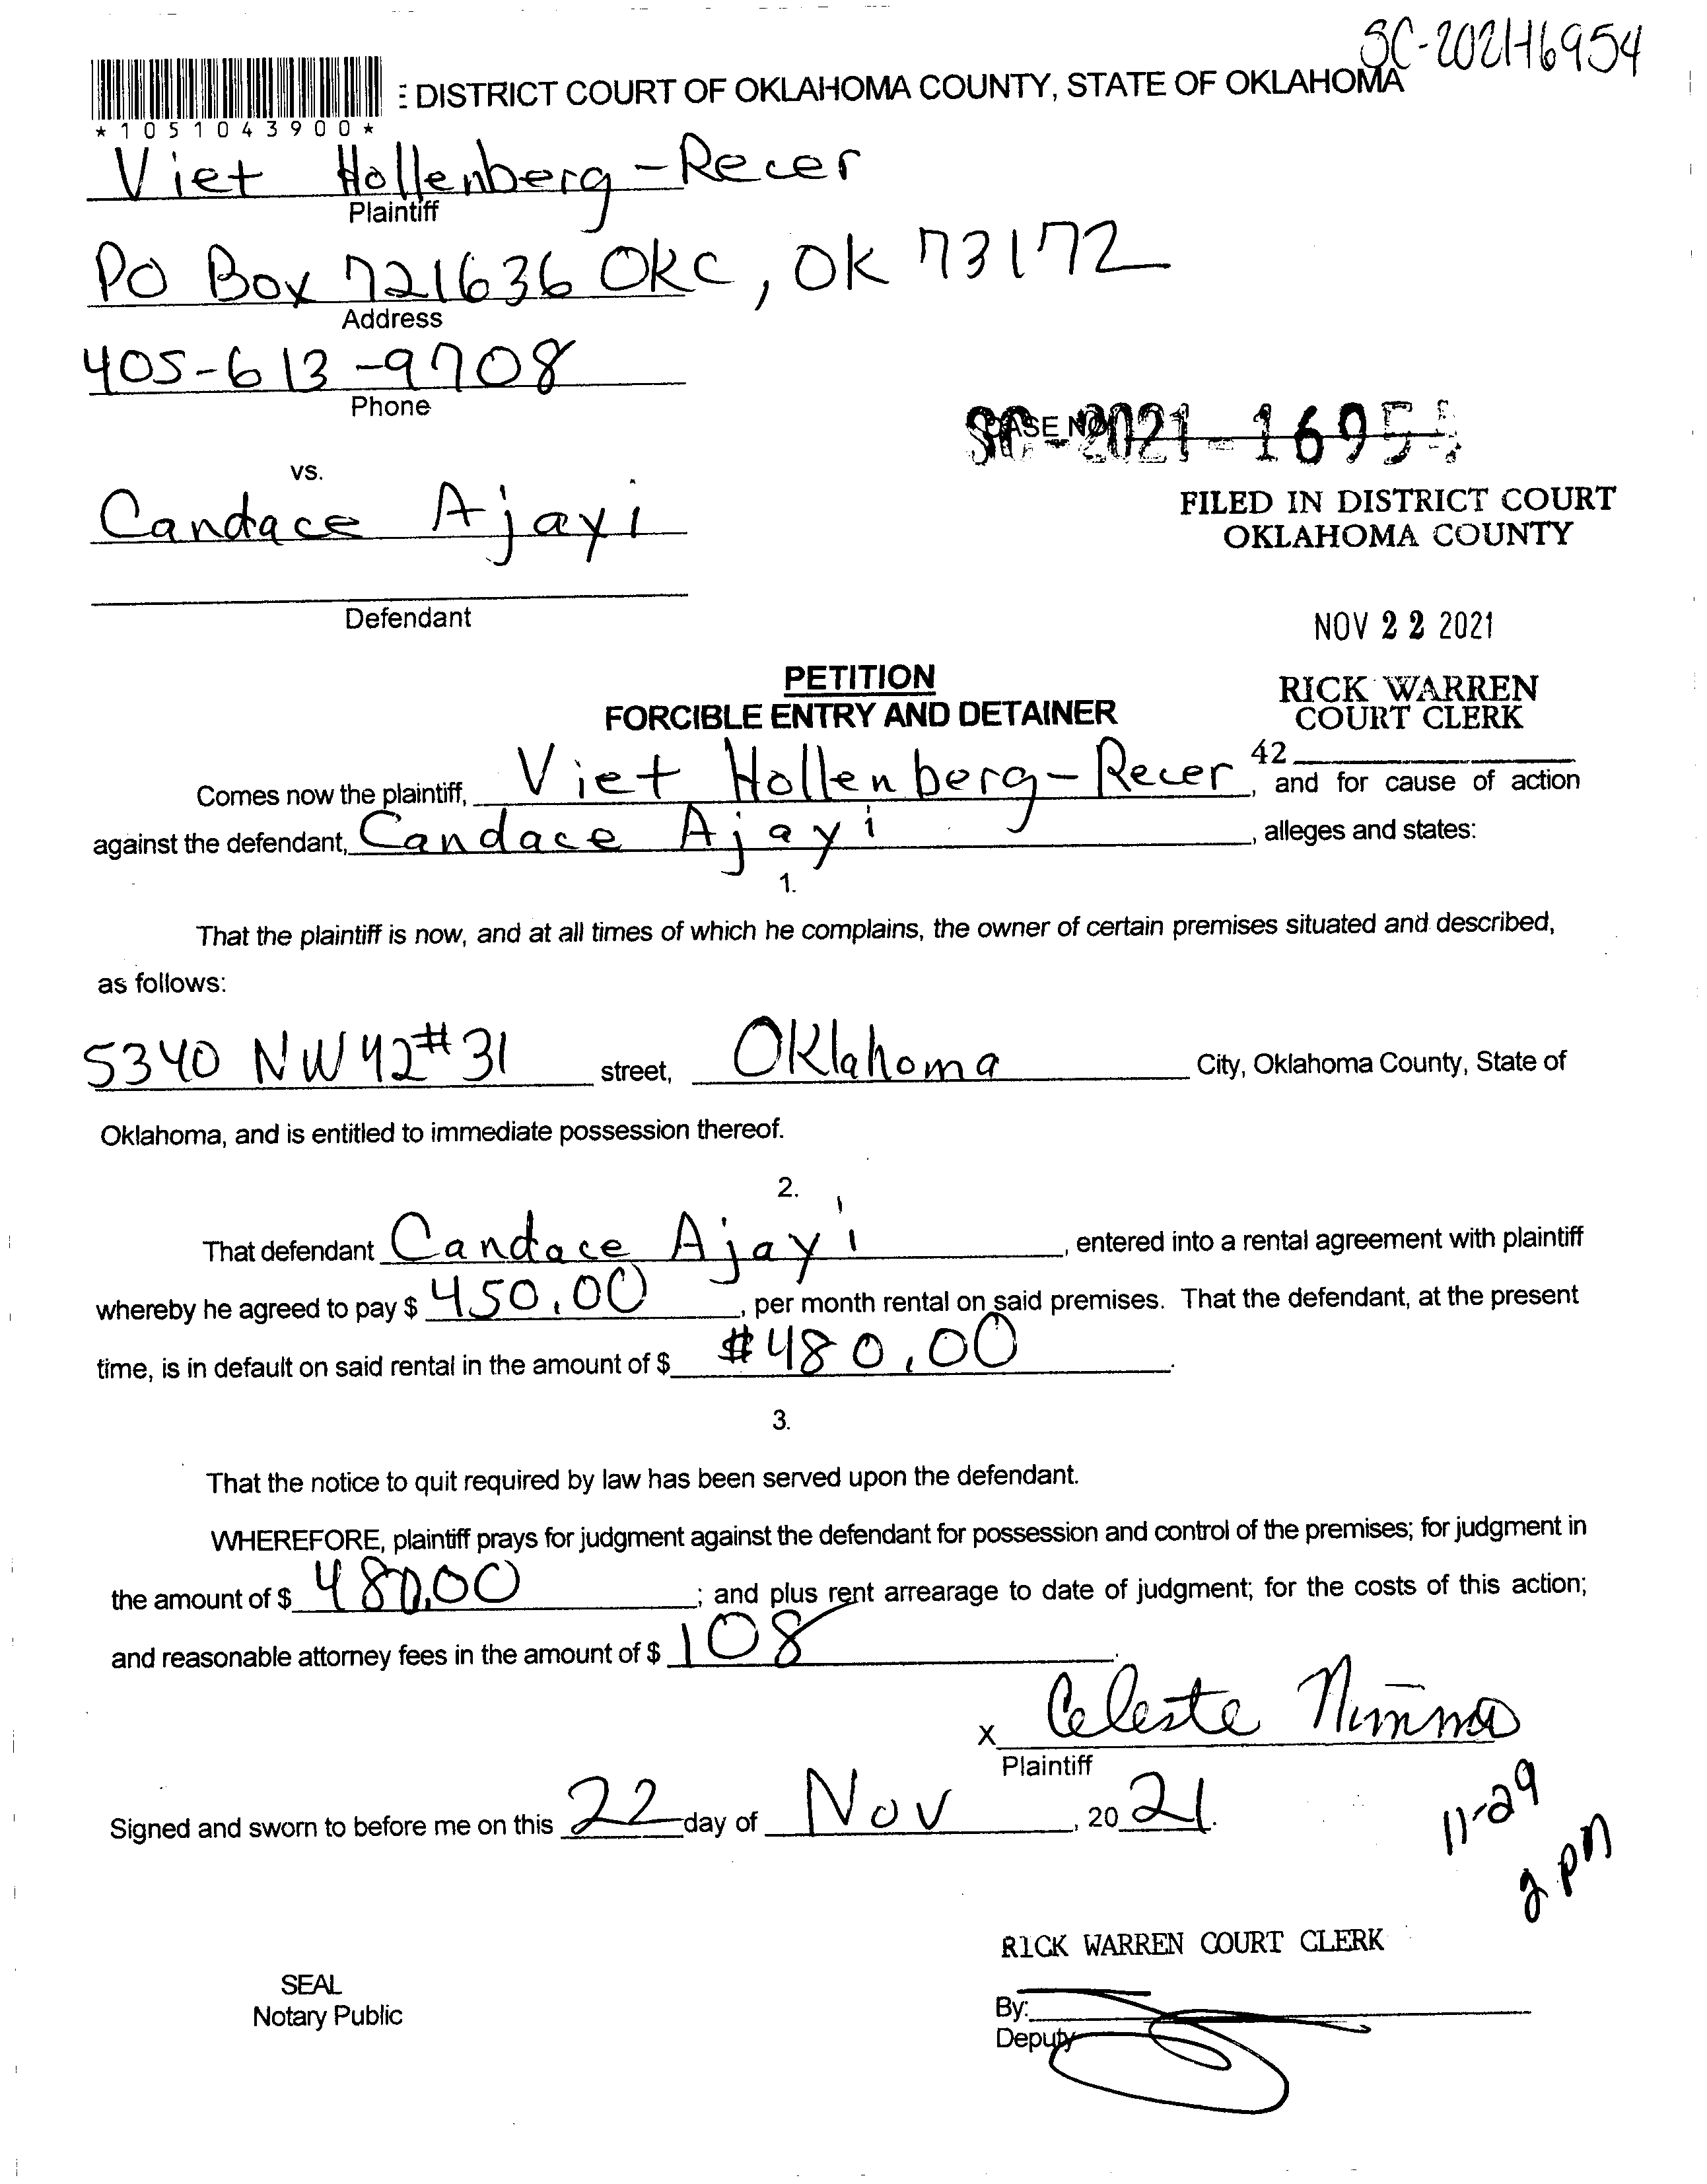 SC-2021-16954
E DISTRICT COURT OF OKLAHOMA COUNTY, STATE OF OKLAHOMA
*1051043900*
Viet Hollenberg-Recer
Plaintiff
PO Box 721636 OKC, OK 73172
Address
405-613-9708
Phone
CASE NO.
SC-2021-16954
vs.
FILED IN DISTRICT COURT
OKLAHOMA COUNTY
Candace Ajayi
Defendant
NOV 22 2021
PETITION
FORCIBLE ENTRY AND DETAINER
RICK WARREN
COURT CLERK
42
Comes now the plaintiff, Viet Hollenberg-Recer, and for cause of action
against the defendant, Candace Ajayi, alleges and states:
1.
That the plaintiff is now, and at all times of which he complains, the owner of certain premises situated and described,
as follows:
5340 NW 42 #31 street, Oklahoma City, Oklahoma County, State of
Oklahoma, and is entitled to immediate possession thereof.
2.
That defendant Candace Ajayi, entered into a rental agreement with plaintiff
whereby he agreed to pay $ 450.00, per month rental on said premises. That the defendant, at the present
time, is in default on said rental in the amount of $ #480.00.
3.
That the notice to quit required by law has been served upon the defendant.
WHEREFORE, plaintiff prays for judgment against the defendant for possession and control of the premises; for judgment in
the amount of $ 480.00; and plus rent arrearage to date of judgment; for the costs of this action;
and reasonable attorney fees in the amount of $ 108.
x Celeste Nimmo
Plaintiff
Signed and sworn to before me on this 22 day of Nov, 20 21.
11-29
2 pm
RICK WARREN COURT CLERK
SEAL
Notary Public
By:
Deputy